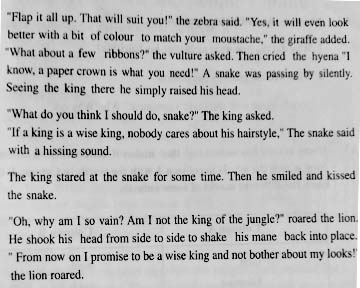 "Flap it all up. That will suit you!" the zebra said. "Yes, it will even look
better with a bit of colour to match your moustache," the giraffe added.
"What about a few ribbons?" the vulture asked. Then cried the hyena "I
know, a paper crown is what you need!" A snake was passing by silently.
Seeing the king there he simply raised his head.
"What do you think I should do, snake?" The king asked.
"If a king is a wise king, nobody cares about his hairstyle," The snake said
with a hissing sound.
The king stared at the snake for some time. Then he smiled and kissed
the snake.
"Oh, why am I so vain? Am I not the king of the jungle?" roared the lion.
He shook his head from side to side to shake his mane back into place.
" From now on I promise to be a wise king and not bother about my looks!"
the lion roared.